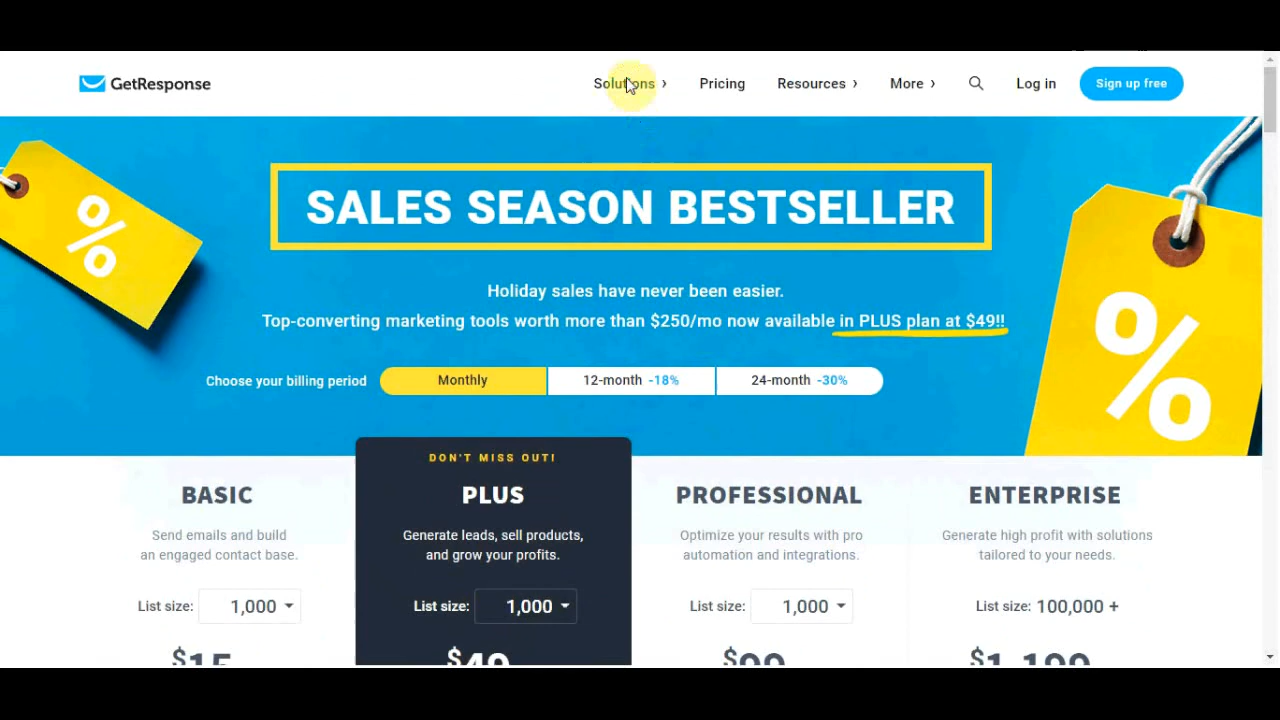 GetResponse
Solutions ›
Pricing
Resources ›
More ›
Log in
Sign up free
%
%
SALES SEASON BESTSELLER
Holiday sales have never been easier.
Top-converting marketing tools worth more than $250/mo now available in PLUS plan at $49!!
Choose your billing period
Monthly
12-month -18%
24-month -30%
BASIC
Send emails and build
an engaged contact base.
List size: 1,000
$15
DON'T MISS OUT!
PLUS
Generate leads, sell products,
and grow your profits.
List size: 1,000
$49
PROFESSIONAL
Optimize your results with pro
automation and integrations.
List size: 1,000
$99
ENTERPRISE
Generate high profit with solutions
tailored to your needs.
List size: 100,000 +
$1,199